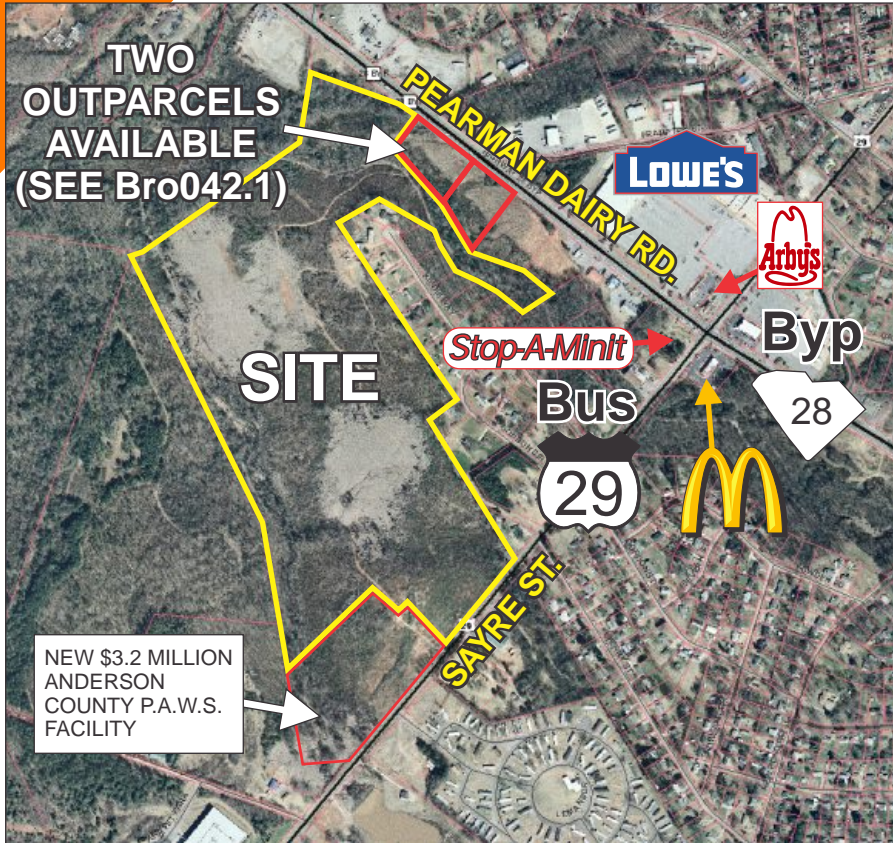 TWO
OUTPARCELS
AVAILABLE
(SEE Bro042.1)
PEARMAN DAIRY RD.
LOWE'S
Arby's
Stop-A-Minit
Byp
28
SITE
Bus
29
SAYRE ST.
NEW $3.2 MILLION
ANDERSON
COUNTY P.A.W.S.
FACILITY
29